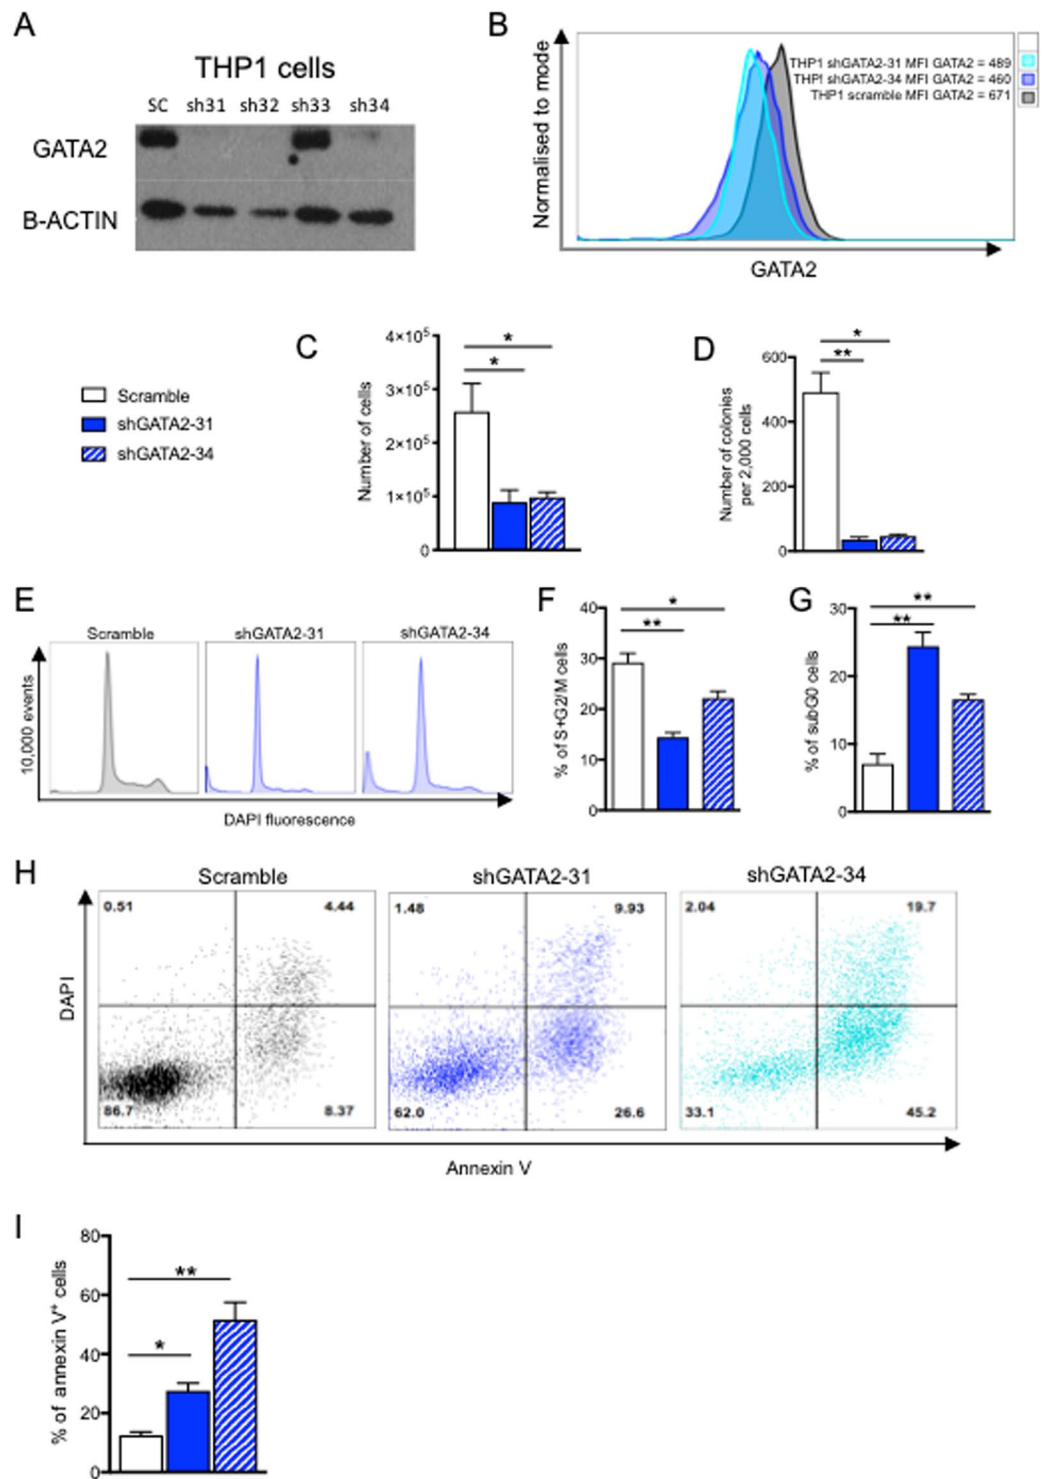 A
THP1 cells
SC sh31 sh32 sh33 sh34
GATA2
B-ACTIN
B
Normalised to mode
THP1 shGATA2-31 MFI GATA2 = 489
THP1 shGATA2-34 MFI GATA2 = 460
THP1 scramble MFI GATA2 = 671
GATA2
Scramble
shGATA2-31
shGATA2-34
C
Number of cells
4×10⁵
3×10⁵
2×10⁵
1×10⁵
0
*
*
D
Number of colonies
per 2,000 cells
600
400
200
0
*
**
E
10,000 events
Scramble shGATA2-31 shGATA2-34
DAPI fluorescence
F
% of S+G2/M cells
40
30
20
10
0
*
**
G
% of subG0 cells
30
20
10
0
**
**
H
Scramble shGATA2-31 shGATA2-34
DAPI
0.51 4.44 1.48 9.93 2.04 19.7
86.7 8.37 62.0 26.6 33.1 45.2
Annexin V
I
% of annexin V⁺ cells
80
60
40
20
0
**
*